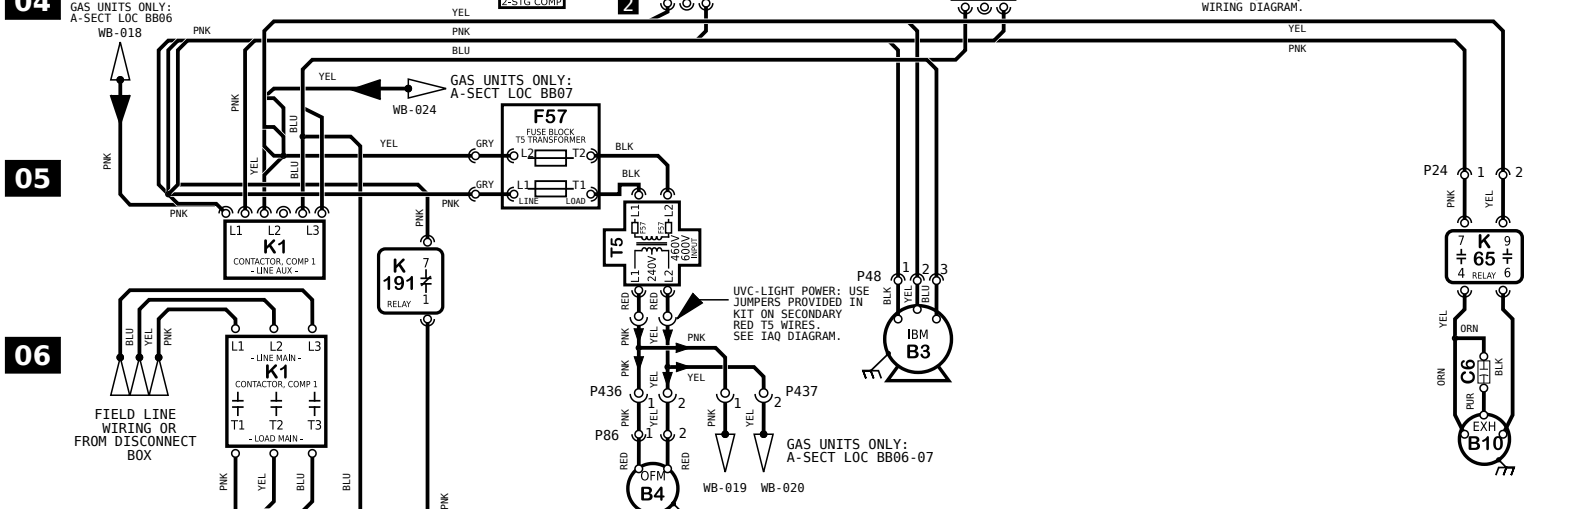 04
GAS UNITS ONLY:
A-SECT LOC BB06
WB-018
2-STG COMP
2
WIRING DIAGRAM.
YEL
PNK
PNK
BLU
YEL
PNK
YEL
GAS UNITS ONLY:
A-SECT LOC BB07
WB-024
PNK
BLU
F57
FUSE BLOCK
T5 TRANSFORMER
YEL
GRY
L2
T2
BLK
PNK
YEL
BLU
05
GRY
L1
T1
LINE
LOAD
BLK
PNK
PNK
PNK
P24
1
2
PNK
YEL
L1
L2
L3
K1
CONTACTOR, COMP 1
- LINE AUX -
K
191
7
1
RELAY
L1
L2
F57
F57
T5
460V
600V
INPUT
240V
L1
L2
7
9
K
65
4
RELAY
6
P48
1
2
3
BLK
YEL
BLU
RED
RED
UVC-LIGHT POWER: USE
JUMPERS PROVIDED IN
KIT ON SECONDARY
RED T5 WIRES.
SEE IAQ DIAGRAM.
06
BLU
YEL
PNK
L1
L2
L3
- LINE MAIN -
K1
CONTACTOR, COMP 1
T1
T2
T3
- LOAD MAIN -
FIELD LINE
WIRING OR
FROM DISCONNECT
BOX
PNK
YEL
PNK
PNK
YEL
YEL
IBM
B3
YEL
ORN
ORN
C6
BLK
PUR
P436
1
2
1
P437
2
PNK
YEL
PNK
YEL
P86
1
2
RED
RED
OFM
B4
GAS UNITS ONLY:
A-SECT LOC BB06-07
WB-019
WB-020
EXH
B10
PNK
YEL
BLU
BLU
PNK